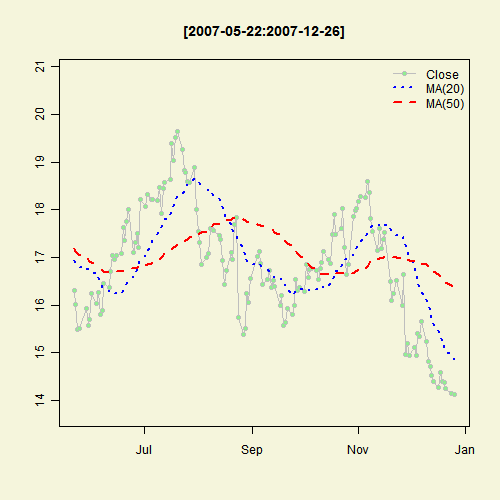 [2007-05-22:2007-12-26]
Close
MA(20)
MA(50)
21
20
19
18
17
16
15
14
Jul
Sep
Nov
Jan